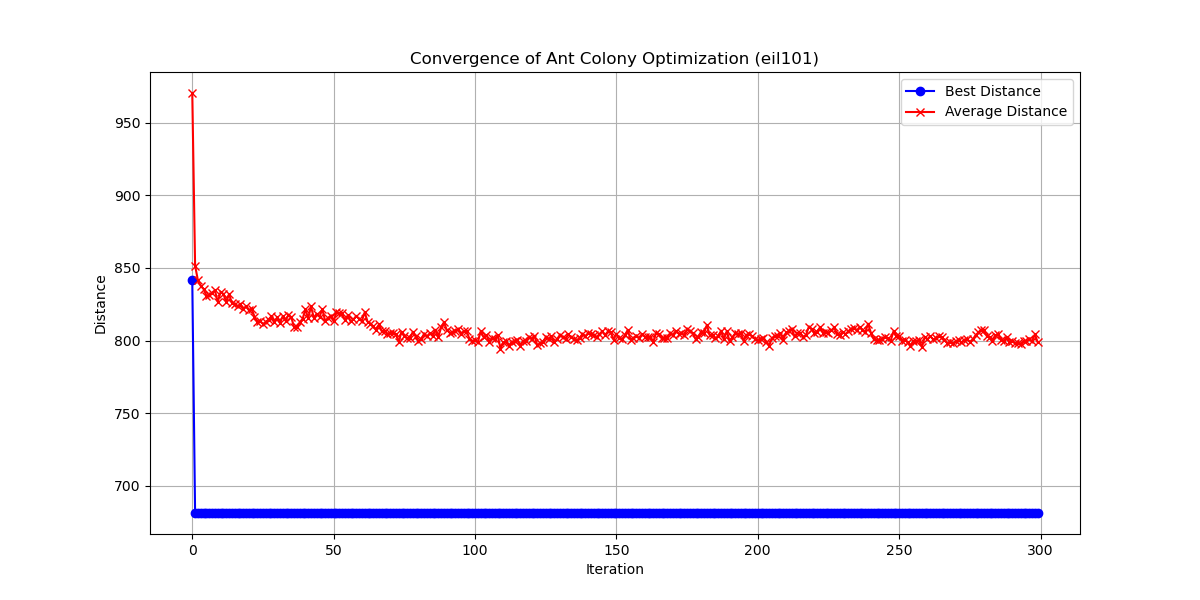 Convergence of Ant Colony Optimization (eil101)
Best Distance
Average Distance
Distance
950
900
850
800
750
700
0 50 100 150 200 250 300
Iteration